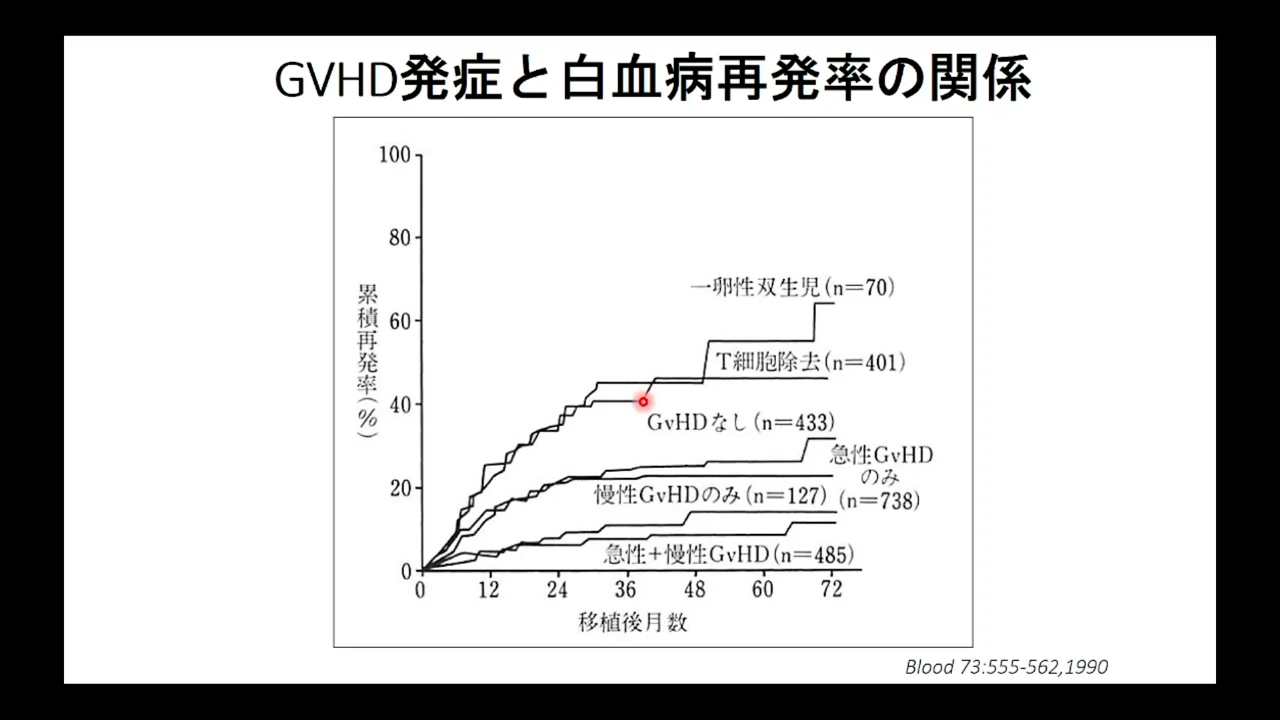 GVHD発症と白血病再発率の関係
100
80
60
40
20
0
累積再発率(%)
0 12 24 36 48 60 72
移植後月数
一卵性双生児(n=70)
T細胞除去(n=401)
GvHDなし(n=433)
急性GvHD
のみ
(n=738)
慢性GvHDのみ(n=127)
急性+慢性GvHD(n=485)
Blood 73:555-562,1990